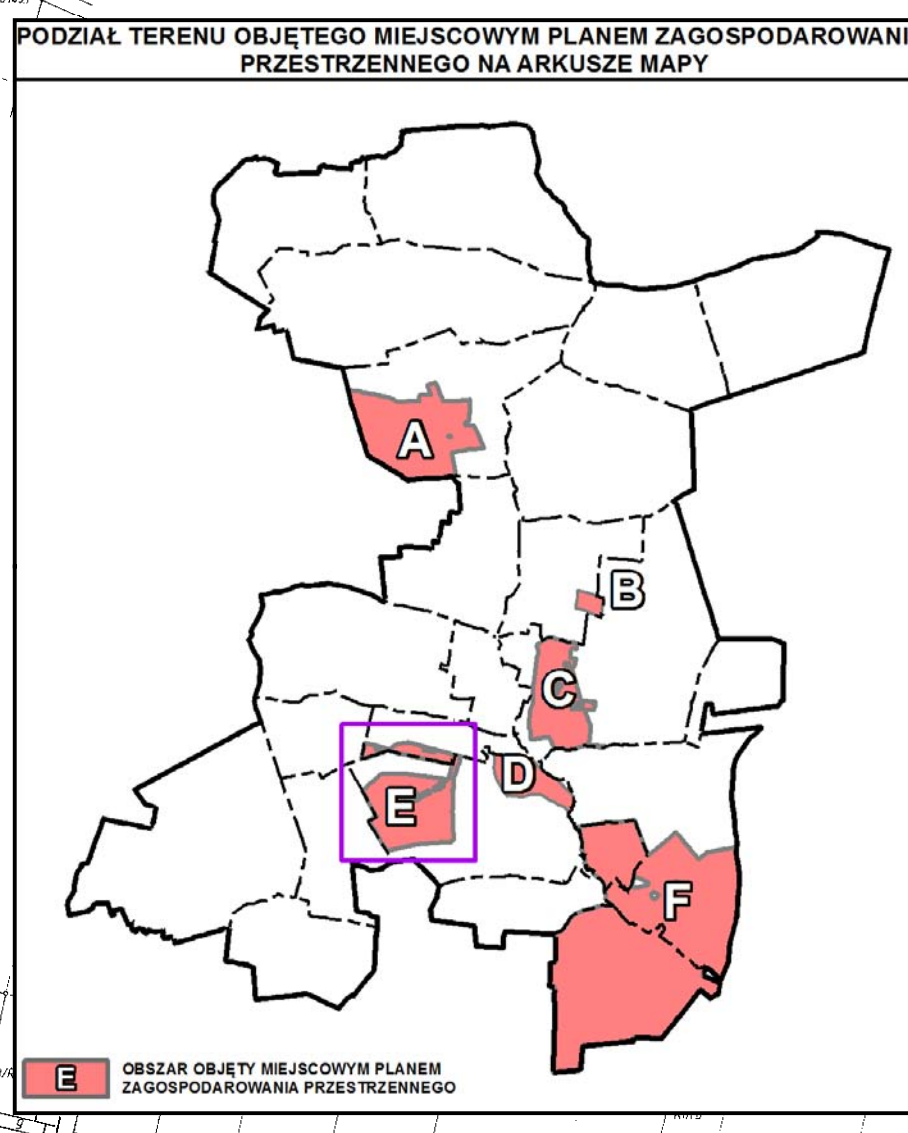 PODZIAŁ TERENU OBJĘTEGO MIEJSCOWYM PLANEM ZAGOSPODAROWANI
PRZESTRZENNEGO NA ARKUSZE MAPY
A
B
C
D
E
F
E
OBSZAR OBJĘTY MIEJSCOWYM PLANEM
ZAGOSPODAROWANIA PRZESTRZENNEGO
g